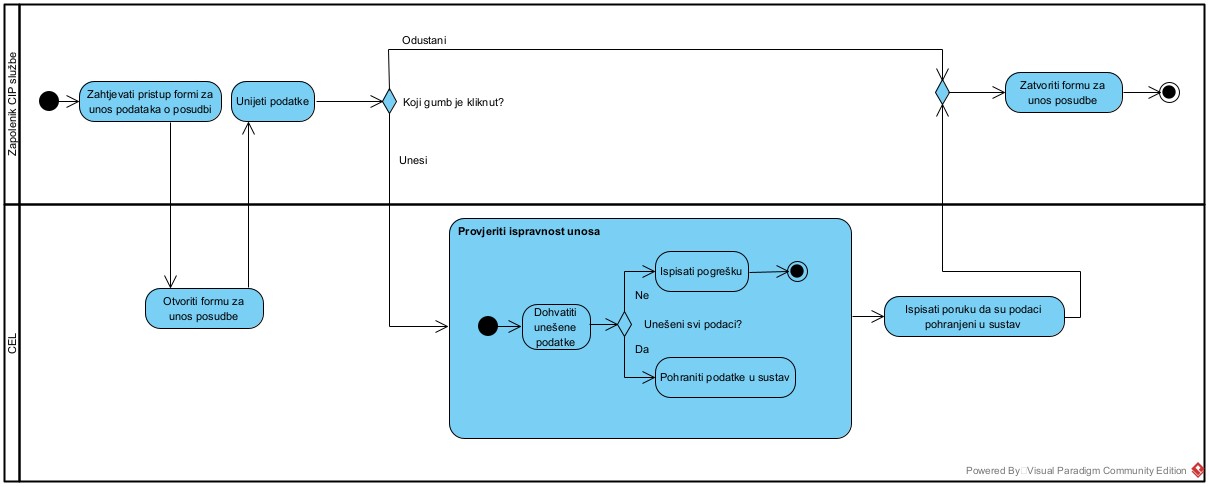 Zapolenik CIP službe
Zahtjevati pristup formi za
unos podataka o posudbi
Unijeti podatke
Odustani
Koji gumb je kliknut?
Unesi
Zatvoriti formu za
unos posudbe
CEL
Otvoriti formu za
unos posudbe
Provjeriti ispravnost unosa
Dohvatiti
unešene
podatke
Ispisati pogrešku
Ne
Unešeni svi podaci?
Da
Pohraniti podatke u sustav
Ispisati poruku da su podaci
pohranjeni u sustav
Powered By Visual Paradigm Community Edition